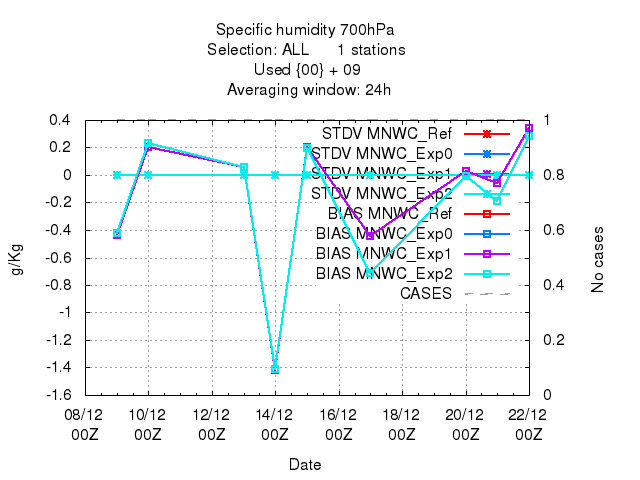 Specific humidity 700hPa
Selection: ALL 1 stations
Used {00} + 09
Averaging window: 24h
0.4
0.2
0
-0.2
-0.4
-0.6
-0.8
-1
-1.2
-1.4
-1.6
g/Kg
STDV MNWC_Ref
STDV MNWC_Exp0
STDV MNWC_Exp1
STDV MNWC_Exp2
BIAS MNWC_Ref
BIAS MNWC_Exp0
BIAS MNWC_Exp1
BIAS MNWC_Exp2
CASES
1
0.8
0.6
0.4
0.2
0
No cases
08/12 10/12 12/12 14/12 16/12 18/12 20/12 22/12
00Z 00Z 00Z 00Z 00Z 00Z 00Z 00Z
Date